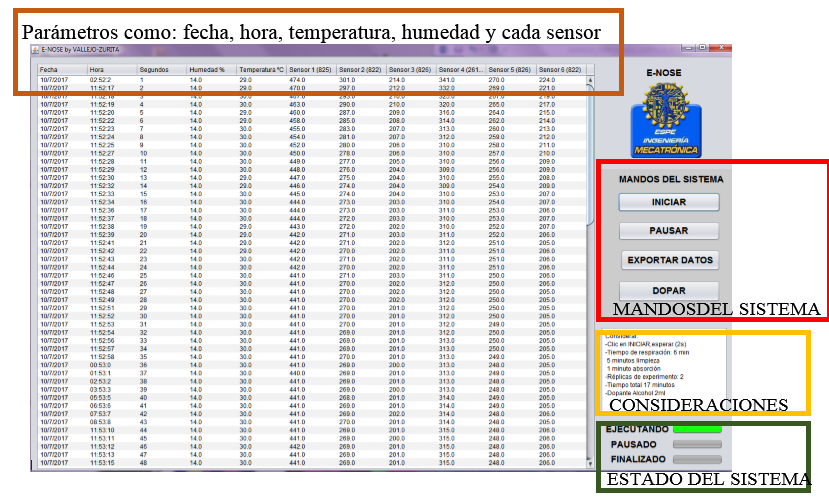 Parámetros como: fecha, hora, temperatura, humedad y cada sensor
E-NOSE by VALLEJO-ZURITA
Fecha Hora Segundos Humedad % Temperatura °C Sensor 1 (825) Sensor 2 (822) Sensor 3 (826) Sensor 4 (261... Sensor 5 (826) Sensor 6 (822)
10/7/2017 02:52:2 1 14.0 29.0 474.0 301.0 214.0 341.0 270.0 224.0
10/7/2017 11:52:17 2 14.0 29.0 470.0 297.0 212.0 332.0 269.0 221.0
10/7/2017 11:52:18 3 14.0 29.0
10/7/2017 11:52:19 4 14.0 29.0 463.0 290.0 210.0 320.0 265.0 217.0
10/7/2017 11:52:20 5 14.0 29.0 460.0 287.0 209.0 316.0 264.0 215.0
10/7/2017 11:52:22 6 14.0 29.0 458.0 285.0 208.0 314.0 262.0 214.0
10/7/2017 11:52:23 7 14.0 30.0 455.0 283.0 207.0 313.0 260.0 213.0
10/7/2017 11:52:24 8 14.0 30.0 454.0 281.0 207.0 312.0 259.0 212.0
10/7/2017 11:52:25 9 14.0 30.0 452.0 280.0 206.0 310.0 258.0 211.0
10/7/2017 11:52:27 10 14.0 30.0 450.0 278.0 206.0 310.0 257.0 210.0
10/7/2017 11:52:28 11 14.0 30.0 449.0 277.0 205.0 310.0 256.0 209.0
10/7/2017 11:52:29 12 14.0 30.0 448.0 276.0 204.0 309.0 256.0 209.0
10/7/2017 11:52:30 13 14.0 29.0 447.0 275.0 204.0 310.0 255.0 208.0
10/7/2017 11:52:32 14 14.0 29.0 446.0 274.0 204.0 309.0 254.0 209.0
10/7/2017 11:52:33 15 14.0 30.0 445.0 274.0 204.0 310.0 253.0 207.0
10/7/2017 11:52:34 16 14.0 30.0 444.0 273.0 203.0 310.0 254.0 207.0
10/7/2017 11:52:36 17 14.0 30.0 444.0 273.0 203.0 311.0 253.0 206.0
10/7/2017 11:52:37 18 14.0 30.0 444.0 272.0 203.0 310.0 253.0 207.0
10/7/2017 11:52:38 19 14.0 29.0 443.0 272.0 202.0 310.0 252.0 207.0
10/7/2017 11:52:39 20 14.0 29.0 442.0 271.0 203.0 311.0 252.0 206.0
10/7/2017 11:52:41 21 14.0 29.0 442.0 271.0 202.0 312.0 251.0 205.0
10/7/2017 11:52:42 22 14.0 29.0 442.0 270.0 202.0 311.0 251.0 205.0
10/7/2017 11:52:43 23 14.0 30.0 442.0 271.0 202.0 311.0 250.0 206.0
10/7/2017 11:52:44 24 14.0 30.0 442.0 270.0 202.0 311.0 251.0 206.0
10/7/2017 11:52:46 25 14.0 30.0 441.0 271.0 203.0 311.0 250.0 205.0
10/7/2017 11:52:47 26 14.0 30.0 441.0 270.0 202.0 312.0 250.0 206.0
10/7/2017 11:52:48 27 14.0 30.0 441.0 270.0 202.0 312.0 250.0 205.0
10/7/2017 11:52:49 28 14.0 30.0 441.0 270.0 202.0 312.0 250.0 205.0
10/7/2017 11:52:51 29 14.0 30.0 441.0 270.0 201.0 312.0 250.0 205.0
10/7/2017 11:52:52 30 14.0 30.0 441.0 270.0 202.0 312.0 250.0 205.0
10/7/2017 11:52:53 31 14.0 30.0 441.0 270.0 201.0 312.0 249.0 205.0
10/7/2017 11:52:54 32 14.0 30.0 441.0 269.0 201.0 312.0 250.0 205.0
10/7/2017 11:52:56 33 14.0 30.0 441.0 269.0 201.0 313.0 250.0 205.0
10/7/2017 11:52:57 34 14.0 30.0 441.0 269.0 201.0 312.0 250.0 205.0
10/7/2017 11:52:58 35 14.0 30.0 441.0 270.0 201.0 313.0 249.0 205.0
10/7/2017 00:53:0 36 14.0 30.0 441.0 269.0 201.0 313.0 248.0 205.0
10/7/2017 01:53:1 37 14.0 30.0 440.0 269.0 201.0 313.0 249.0 205.0
10/7/2017 02:53:2 38 14.0 30.0 441.0 269.0 201.0 313.0 248.0 205.0
10/7/2017 03:53:3 39 14.0 30.0 441.0 269.0 200.0 313.0 248.0 205.0
10/7/2017 05:53:5 40 14.0 30.0 441.0 268.0 201.0 314.0 249.0 205.0
10/7/2017 06:53:6 41 14.0 30.0 441.0 269.0 201.0 314.0 249.0 205.0
10/7/2017 07:53:7 42 14.0 30.0 441.0 269.0 202.0 314.0 248.0 206.0
10/7/2017 08:53:8 43 14.0 30.0 441.0 270.0 201.0 314.0 248.0 205.0
10/7/2017 11:53:10 44 14.0 30.0 441.0 269.0 201.0 315.0 248.0 206.0
10/7/2017 11:53:11 45 14.0 30.0 441.0 269.0 200.0 315.0 248.0 205.0
10/7/2017 11:53:12 46 14.0 30.0 442.0 269.0 201.0 314.0 248.0 205.0
10/7/2017 11:53:13 47 14.0 30.0 441.0 269.0 201.0 315.0 248.0 206.0
10/7/2017 11:53:15 48 14.0 30.0 441.0 269.0 201.0 315.0 248.0 206.0
E-NOSE
ESPE
INGENIERÍA
MECATRÓNICA
MANDOS DEL SISTEMA
INICIAR
PAUSAR
EXPORTAR DATOS
DOPAR
MANDOSDEL SISTEMA
Considerar:
-Clic en INICIAR,esperar (2s)
-Tiempo de respiración: 6 min
5 minutos limpieza
1 minuto absorción
-Réplicas de experimento: 2
-Tiempo total 17 minutos
-Dopante Alcohol 2ml
CONSIDERACIONES
EJECUTANDO
PAUSADO
FINALIZADO
ESTADO DEL SISTEMA